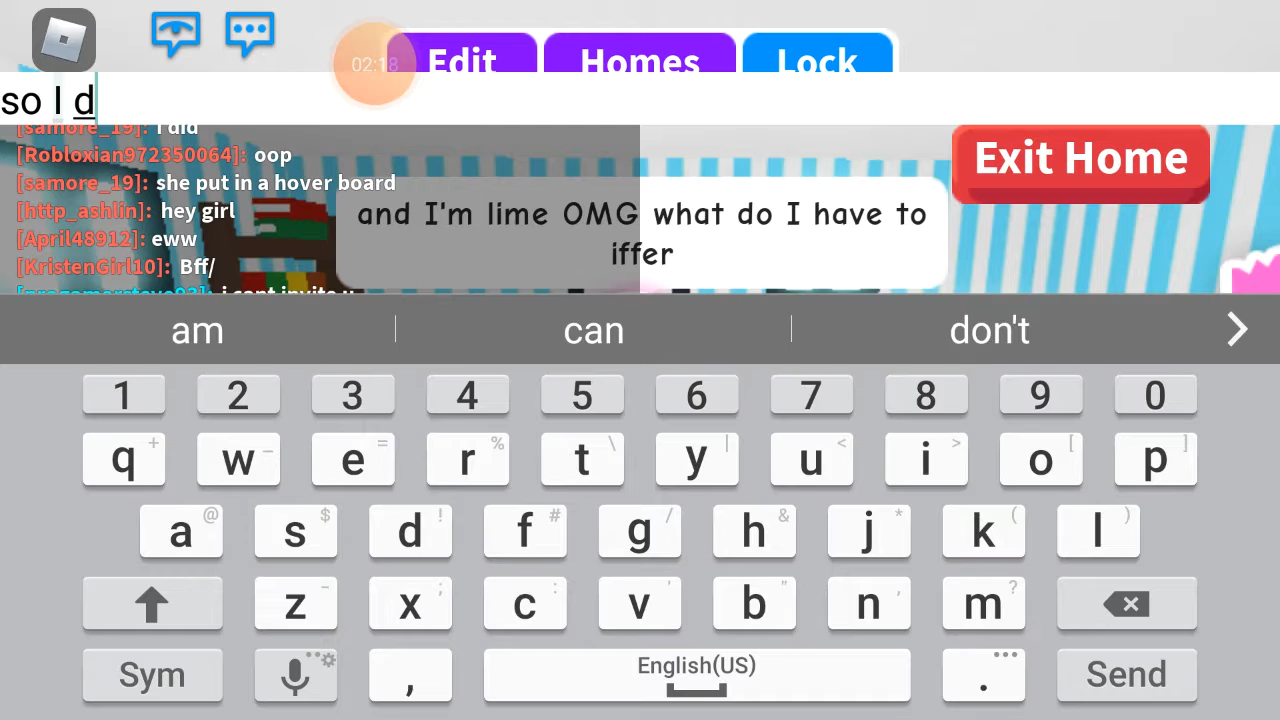 02:18
Edit
Homes
Lock
so I d
[samore_19]: I did
[Robloxian972350064]: oop
[samore_19]: she put in a hover board
[http_ashlin]: hey girl
[April48912]: eww
[KristenGirl10]: Bff/
i cant invite u
Exit Home
and I'm lime OMG what do I have to
iffer
am
can
don't
1 2 3 4 5 6 7 8 9 0
q + w - e = r % t \ y | u < i > o [ p ]
a @ s $ d ! f # g / h & j * k ( l )
z - x ; c : v ' b " n , m ?
Sym , English(US) . Send